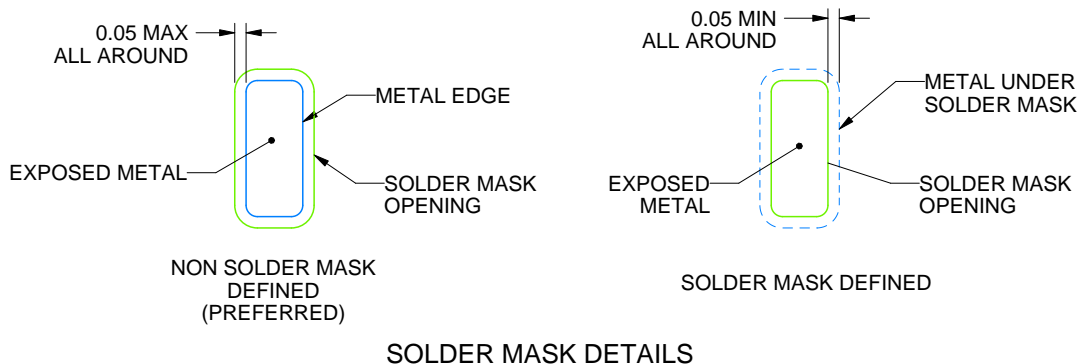 0.05 MAX
ALL AROUND
METAL EDGE
EXPOSED METAL
SOLDER MASK
OPENING
NON SOLDER MASK
DEFINED
(PREFERRED)
0.05 MIN
ALL AROUND
METAL UNDER
SOLDER MASK
EXPOSED
METAL
SOLDER MASK
OPENING
SOLDER MASK DEFINED
SOLDER MASK DETAILS